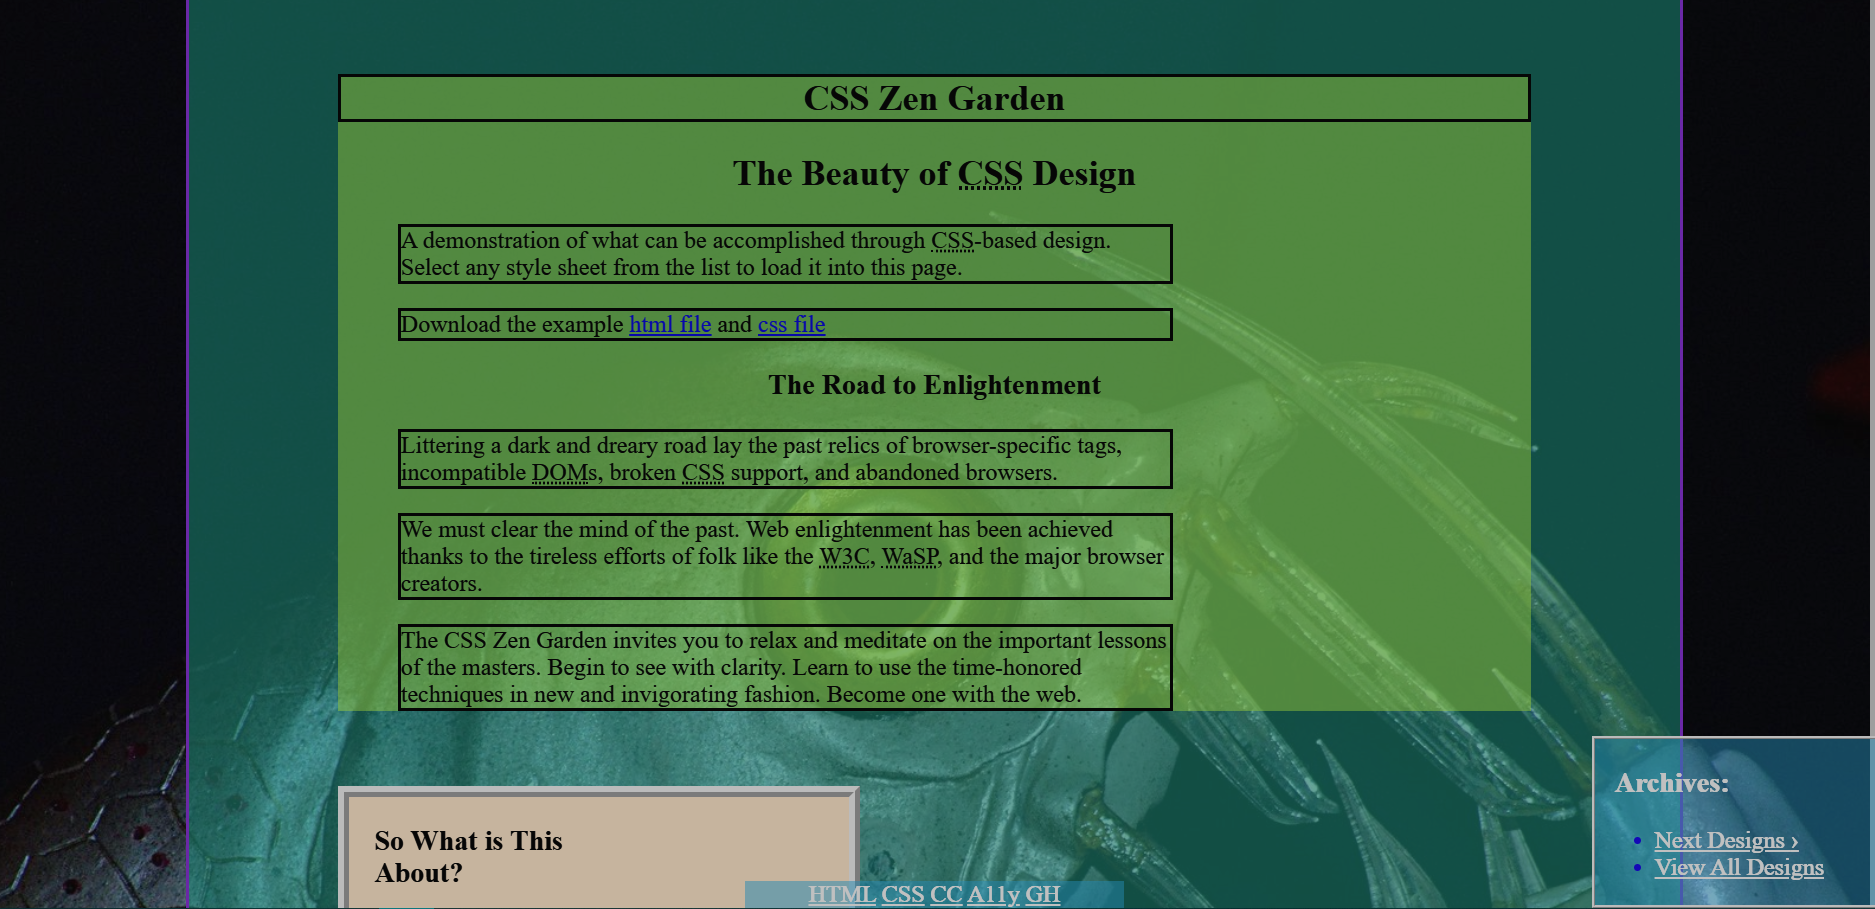 CSS Zen Garden
The Beauty of CSS Design
A demonstration of what can be accomplished through CSS-based design.
Select any style sheet from the list to load it into this page.
Download the example html file and css file
The Road to Enlightenment
Littering a dark and dreary road lay the past relics of browser-specific tags,
incompatible DOMs, broken CSS support, and abandoned browsers.
We must clear the mind of the past. Web enlightenment has been achieved
thanks to the tireless efforts of folk like the W3C, WaSP, and the major browser
creators.
The CSS Zen Garden invites you to relax and meditate on the important lessons
of the masters. Begin to see with clarity. Learn to use the time-honored
techniques in new and invigorating fashion. Become one with the web.
So What is This
About?
HTML CSS CC A11y GH
Archives:
Next Designs ›
View All Designs